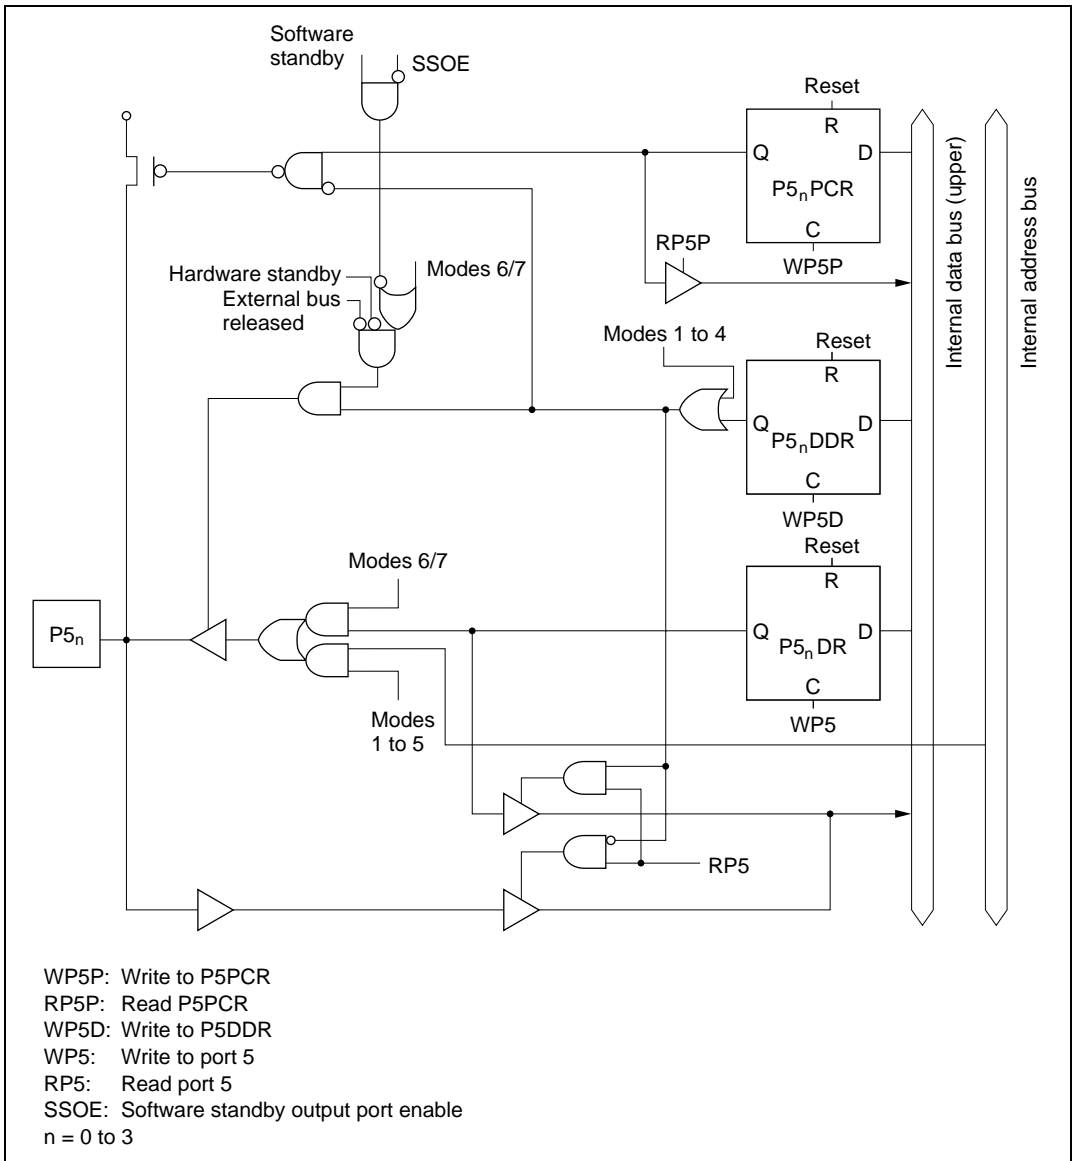 Software
standby
SSOE
Reset
R
Q
D
P5nPCR
C
WP5P
RP5P
Internal data bus (upper)
Internal address bus
Hardware standby
Modes 6/7
External bus
released
Modes 1 to 4
Reset
R
Q
D
P5nDDR
C
WP5D
Reset
R
Q
D
P5n DR
C
WP5
Modes 6/7
P5n
Modes
1 to 5
RP5
WP5P: Write to P5PCR
RP5P: Read P5PCR
WP5D: Write to P5DDR
WP5: Write to port 5
RP5: Read port 5
SSOE: Software standby output port enable
n = 0 to 3